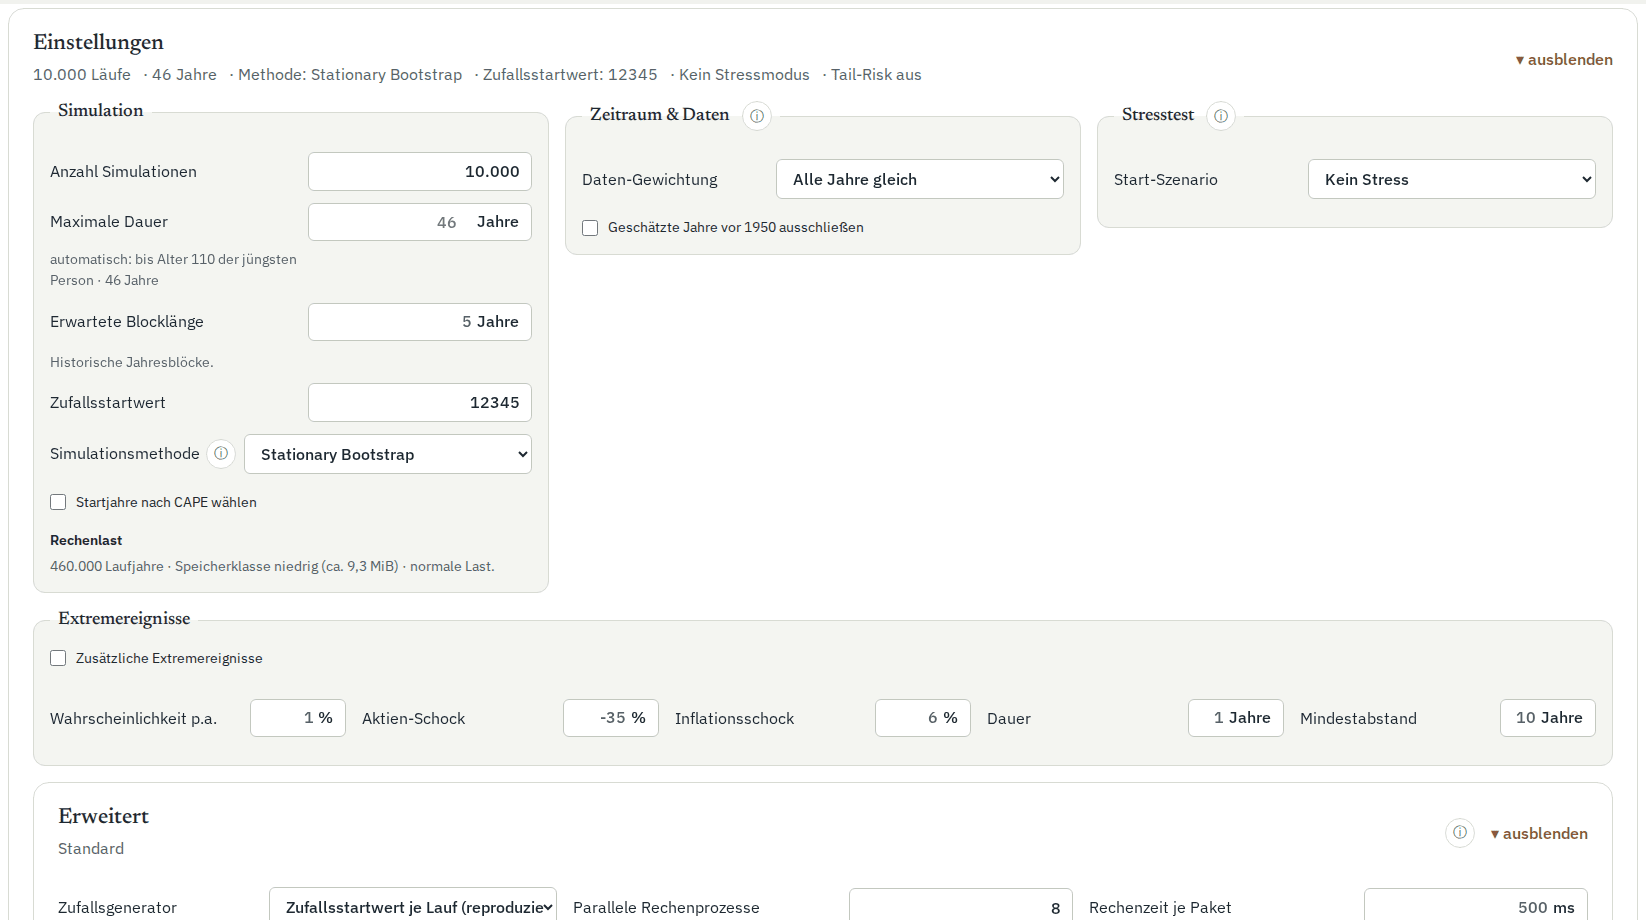 Einstellungen
10.000 Läufe · 46 Jahre · Methode: Stationary Bootstrap · Zufallsstartwert: 12345 · Kein Stressmodus · Tail-Risk aus
▾ ausblenden
Simulation
Anzahl Simulationen 10.000
Maximale Dauer 46 Jahre
automatisch: bis Alter 110 der jüngsten
Person · 46 Jahre
Erwartete Blocklänge 5 Jahre
Historische Jahresblöcke.
Zufallsstartwert 12345
Simulationsmethode ⓘ Stationary Bootstrap
Startjahre nach CAPE wählen
Rechenlast
460.000 Laufjahre · Speicherklasse niedrig (ca. 9,3 MiB) · normale Last.
Zeitraum & Daten ⓘ
Daten-Gewichtung Alle Jahre gleich
Geschätzte Jahre vor 1950 ausschließen
Stresstest ⓘ
Start-Szenario Kein Stress
Extremereignisse
Zusätzliche Extremereignisse
Wahrscheinlichkeit p.a. 1 % Aktien-Schock -35 % Inflationsschock 6 % Dauer 1 Jahre Mindestabstand 10 Jahre
Erweitert
Standard
ⓘ ▾ ausblenden
Zufallsgenerator Zufallsstartwert je Lauf (reproduzie Parallele Rechenprozesse 8 Rechenzeit je Paket 500 ms